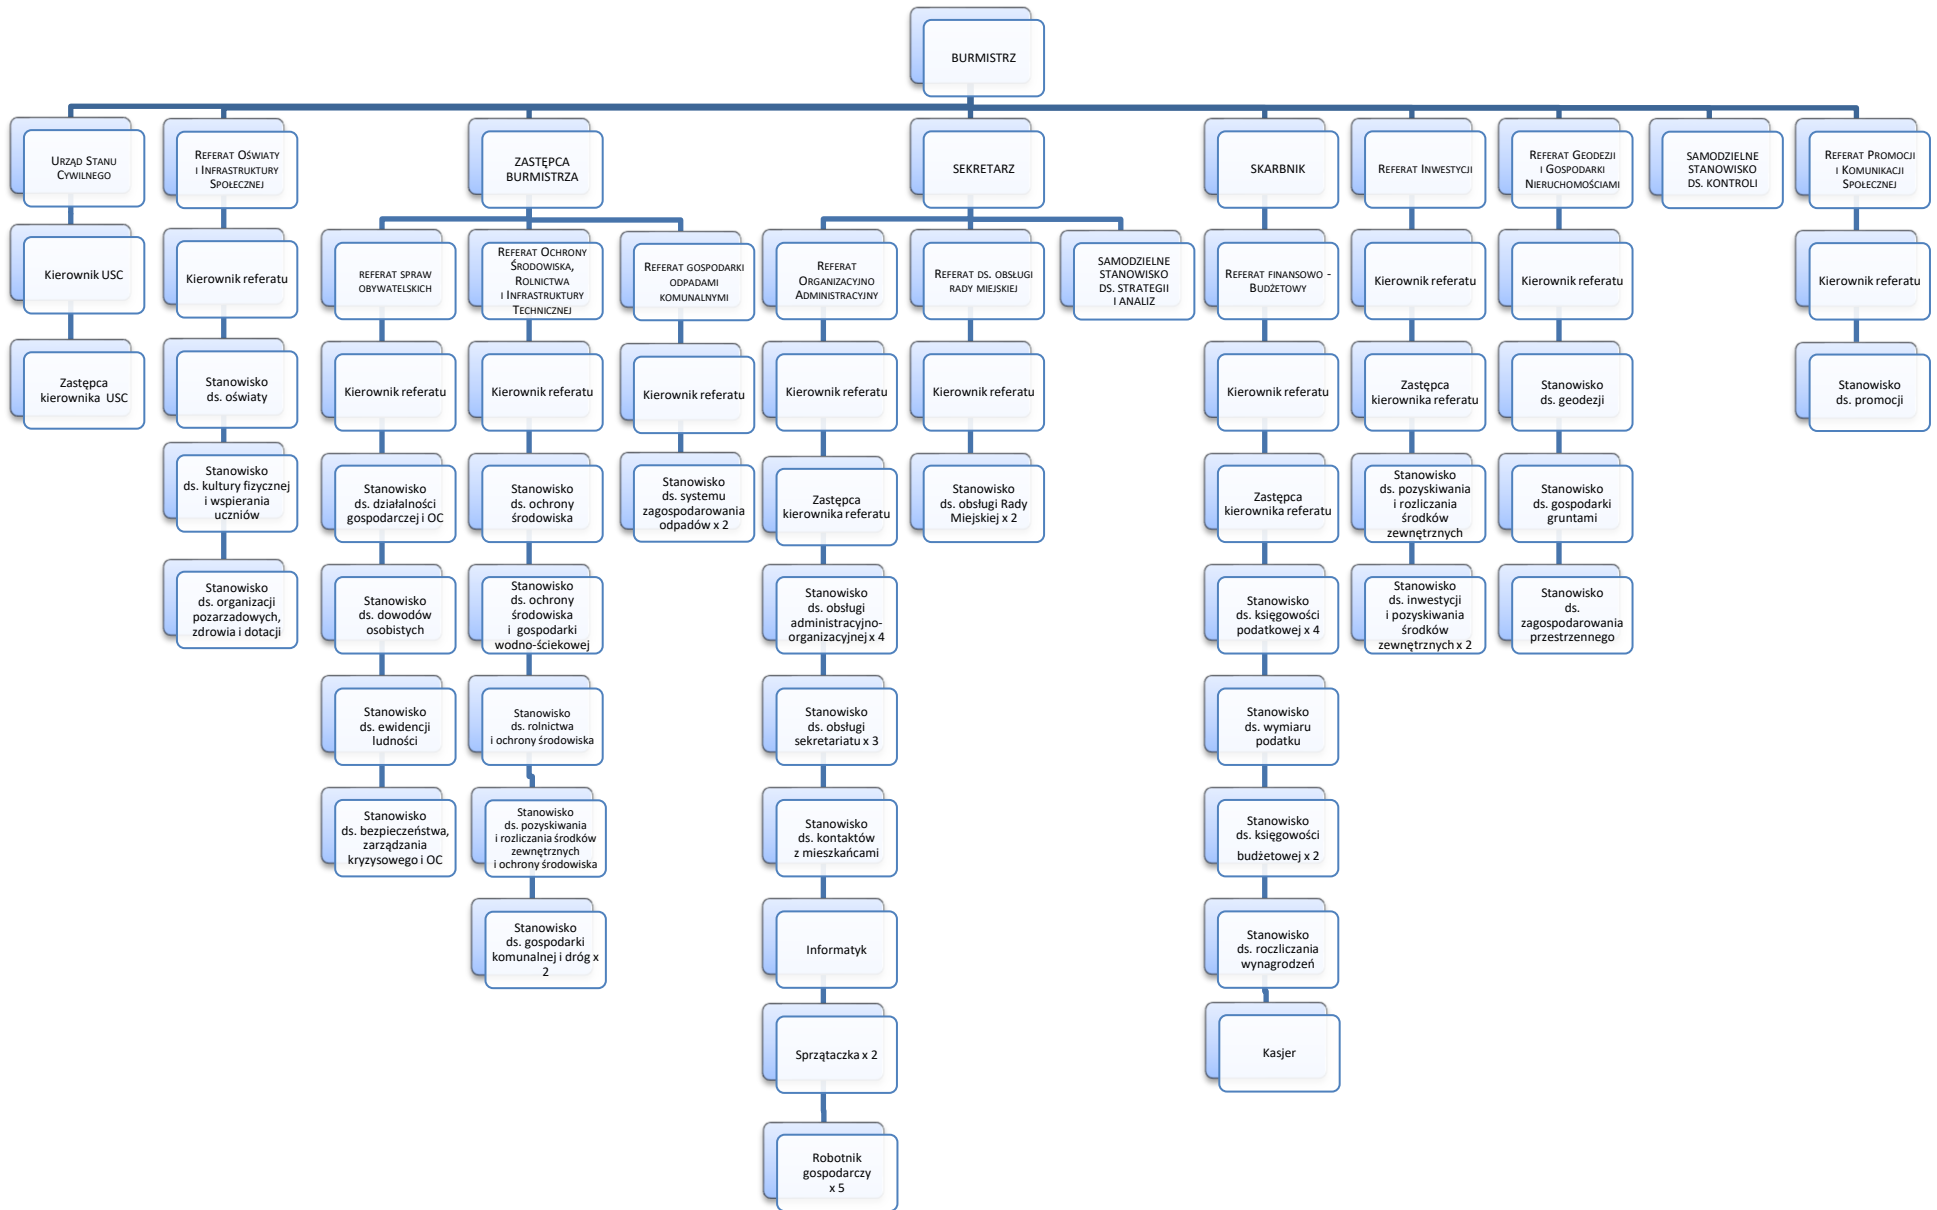 BURMISTRZ
URZĄD STANU
CYWILNEGO
REFERAT OŚWIATY
I INFRASTRUKTURY
SPOŁECZNEJ
ZASTĘPCA
BURMISTRZA
SEKRETARZ
SKARBNIK
REFERAT INWESTYCJI
REFERAT GEODEZJI
I GOSPODARKI
NIERUCHOMOŚCIAMI
SAMODZIELNE
STANOWISKO
DS. KONTROLI
REFERAT PROMOCJI
I KOMUNIKACJI
SPOŁECZNEJ
Kierownik USC
Kierownik referatu
REFERAT SPRAW
OBYWATELSKICH
REFERAT OCHRONY
ŚRODOWISKA,
ROLNICTWA
I INFRASTRUKTURY
TECHNICZNEJ
REFERAT GOSPODARKI
ODPADAMI
KOMUNALNYMI
REFERAT
ORGANIZACYJNO
ADMINISTRACYJNY
REFERAT DS. OBSŁUGI
RADY MIEJSKIEJ
SAMODZIELNE
STANOWISKO
DS. STRATEGII
I ANALIZ
REFERAT FINANSOWO -
BUDŻETOWY
Kierownik referatu
Kierownik referatu
Kierownik referatu
Zastępca
kierownika USC
Stanowisko
ds. oświaty
Kierownik referatu
Kierownik referatu
Kierownik referatu
Kierownik referatu
Kierownik referatu
Kierownik referatu
Zastępca
kierownika referatu
Stanowisko
ds. geodezji
Stanowisko
ds. promocji
Stanowisko
ds. kultury fizycznej
i wspierania
uczniów
Stanowisko
ds. działalności
gospodarczej i OC
Stanowisko
ds. ochrony
środowiska
Stanowisko
ds. systemu
zagospodarowania
odpadów x 2
Zastępca
kierownika referatu
Stanowisko
ds. obsługi Rady
Miejskiej x 2
Zastępca
kierownika referatu
Stanowisko
ds. pozyskiwania
i rozliczania
środków
zewnętrznych
Stanowisko
ds. gospodarki
gruntami
Stanowisko
ds. organizacji
pozarzadowych,
zdrowia i dotacji
Stanowisko
ds. dowodów
osobistych
Stanowisko
ds. ochrony
środowiska
i gospodarki
wodno-ściekowej
Stanowisko
ds. obsługi
administracyjno-
organizacyjnej x 4
Stanowisko
ds. księgowości
podatkowej x 4
Stanowisko
ds. inwestycji
i pozyskiwania
środków
zewnętrznych x 2
Stanowisko
ds.
zagospodarowania
przestrzennego
Stanowisko
ds. ewidencji
ludności
Stanowisko
ds. rolnictwa
i ochrony środowiska
Stanowisko
ds. obsługi
sekretariatu x 3
Stanowisko
ds. wymiaru
podatku
Stanowisko
ds. bezpieczeństwa,
zarządzania
kryzysowego i OC
Stanowisko
ds. pozyskiwania
i rozliczania środków
zewnętrznych
i ochrony środowiska
Stanowisko
ds. kontaktów
z mieszkańcami
Stanowisko
ds. księgowości
budżetowej x 2
Stanowisko
ds. gospodarki
komunalnej i dróg x
2
Informatyk
Stanowisko
ds. roczliczania
wynagrodzeń
Sprzątaczka x 2
Kasjer
Robotnik
gospodarczy
x 5